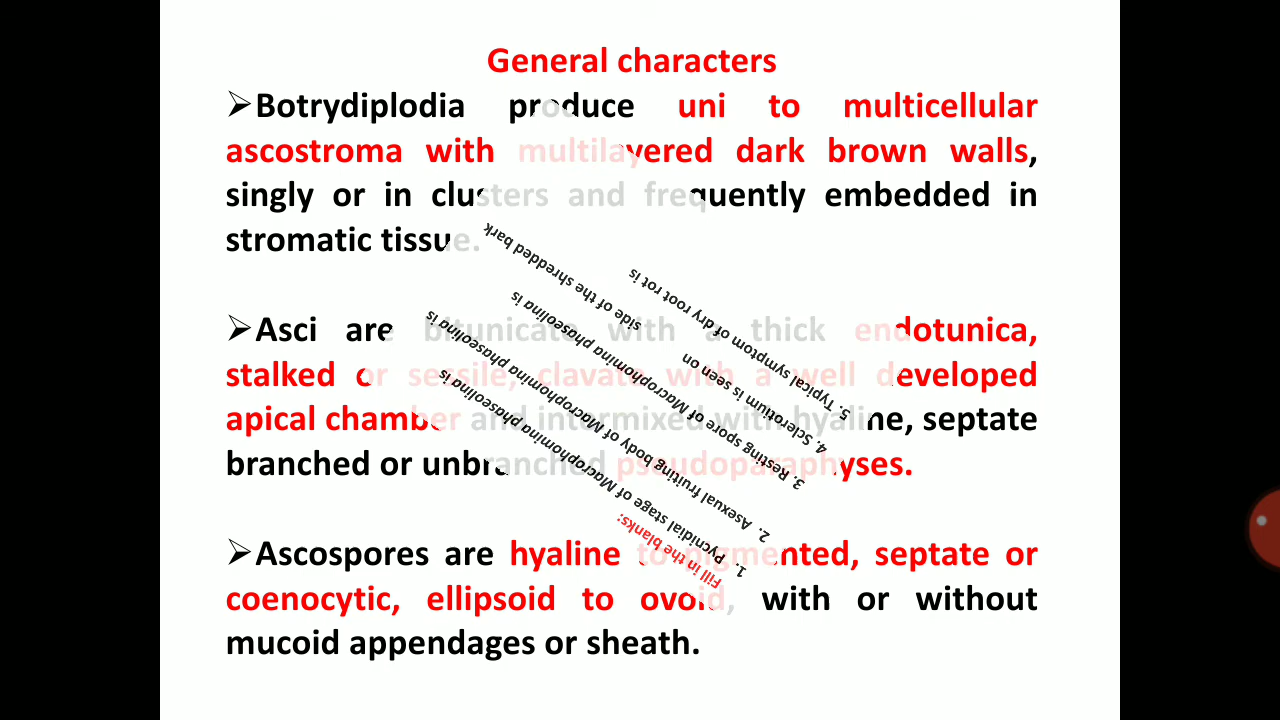 General characters
➢Botrydiplodia produce uni to multicellular
ascostroma with multilayered dark brown walls,
singly or in clusters and frequently embedded in
stromatic tissue.
➢Asci are bitunicate with a thick endotunica,
stalked or sessile, clavate with a well developed
apical chamber and intermixed with hyaline, septate
branched or unbranched pseudoparaphyses.
➢Ascospores are hyaline to pigmented, septate or
coenocytic, ellipsoid to ovoid, with or without
mucoid appendages or sheath.
Fill in the blanks:
1. Pycnidial stage of Macrophomina phaseolina is
2. Asexual fruiting body of Macrophomina phaseolina is
3. Resting spore of Macrophomina phaseolina is
4. Sclerotium is seen on side of the shredded bark
5. Typical symptom of dry root rot is